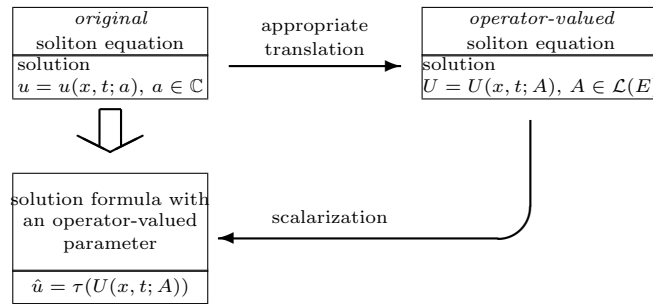 original
soliton equation
solution
u = u(x, t; a), a ∈ ℂ
appropriate
translation
operator-valued
soliton equation
solution
U = U(x, t; A), A ∈ 𝓛(E)
solution formula with
an operator-valued
parameter
û = τ(U(x, t; A))
scalarization